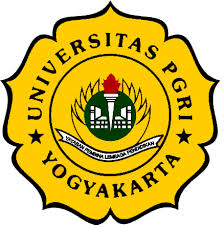 UNIVERSITAS PGRI
YAYASAN PEMBINA LEMBAGA PENDIDIKAN
YOGYAKARTA